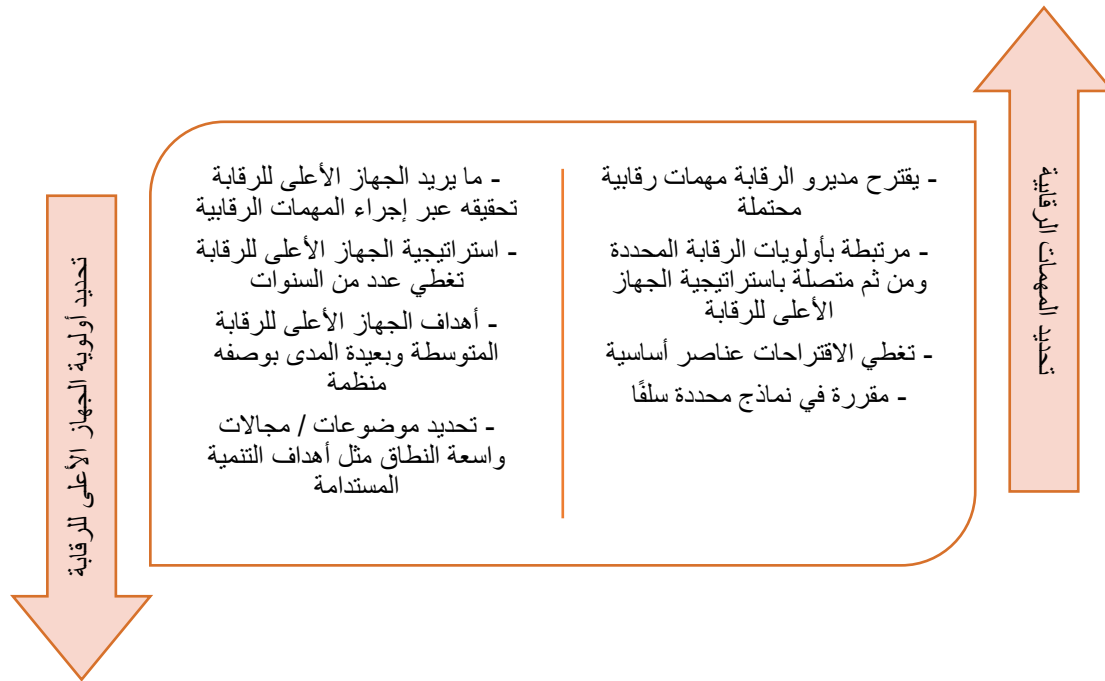 تحديد المهمات الرقابية
- يقترح مديرو الرقابة مهمات رقابية
محتملة
- مرتبطة بأولويات الرقابة المحددة
ومن ثم متصلة باستراتيجية الجهاز
الأعلى للرقابة
- تغطي الاقتراحات عناصر أساسية
- مقررة في نماذج محددة سلفًا
- ما يريد الجهاز الأعلى للرقابة
تحقيقه عبر إجراء المهمات الرقابية
- استراتيجية الجهاز الأعلى للرقابة
تغطي عدد من السنوات
- أهداف الجهاز الأعلى للرقابة
المتوسطة وبعيدة المدى بوصفه
منظمة
- تحديد موضوعات / مجالات
واسعة النطاق مثل أهداف التنمية
المستدامة
تحديد أولوية الجهاز الأعلى للرقابة